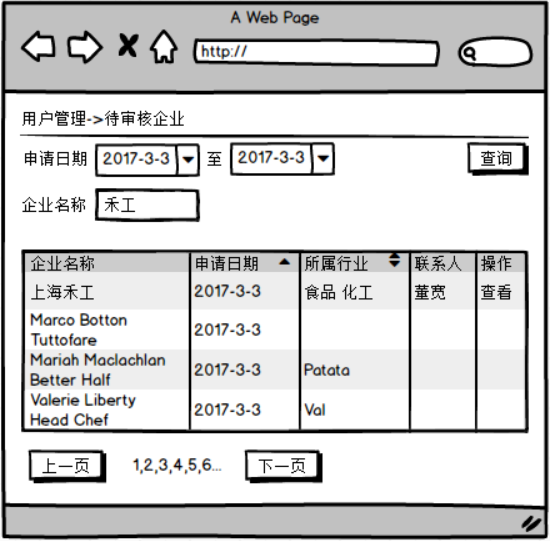 A Web Page
http://
用户管理->待审核企业
申请日期 2017-3-3 至 2017-3-3 查询
企业名称 禾工
企业名称 申请日期 所属行业 联系人 操作
上海禾工 2017-3-3 食品 化工 董宽 查看
Marco Botton
Tuttofare 2017-3-3
Mariah Maclachlan
Better Half 2017-3-3 Patata
Valerie Liberty
Head Chef 2017-3-3 Val
上一页 1,2,3,4,5,6... 下一页